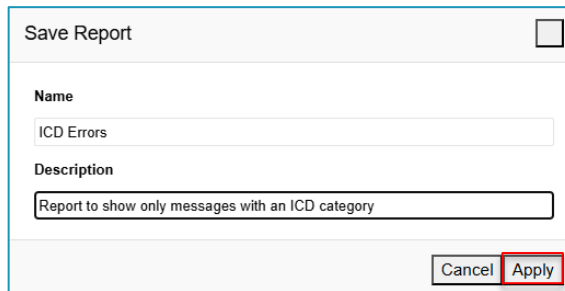 Save Report
Name
ICD Errors
Description
Report to show only messages with an ICD category
Cancel Apply